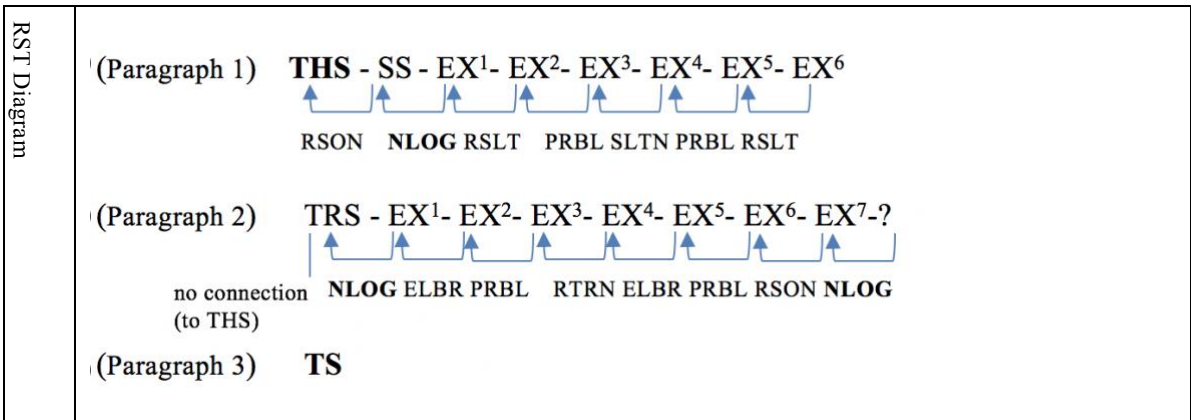 RST Diagram
(Paragraph 1) THS - SS - EX¹- EX²- EX³- EX⁴- EX⁵- EX⁶
RSON NLOG RSLT PRBL SLTN PRBL RSLT
(Paragraph 2) TRS - EX¹- EX²- EX³- EX⁴- EX⁵- EX⁶- EX⁷-?
no connection NLOG ELBR PRBL RTRN ELBR PRBL RSON NLOG
(to THS)
(Paragraph 3) TS